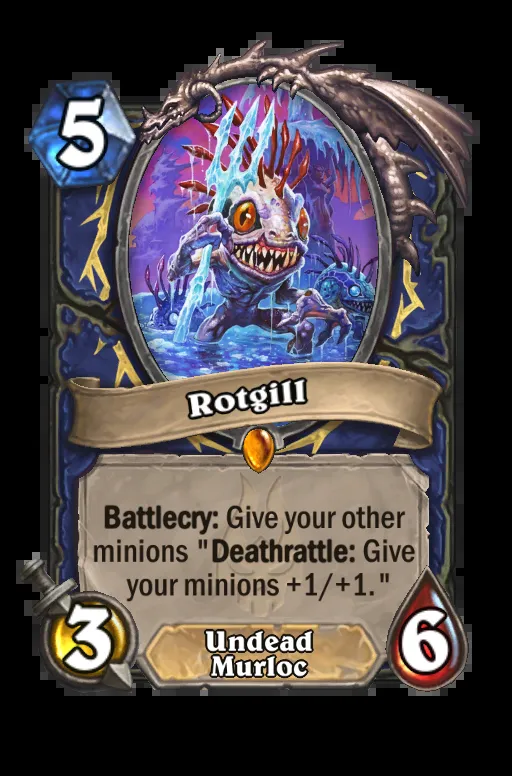 5
Rotgill
Battlecry: Give your other
minions "Deathrattle: Give
your minions +1/+1."
3
Undead
Murloc
6